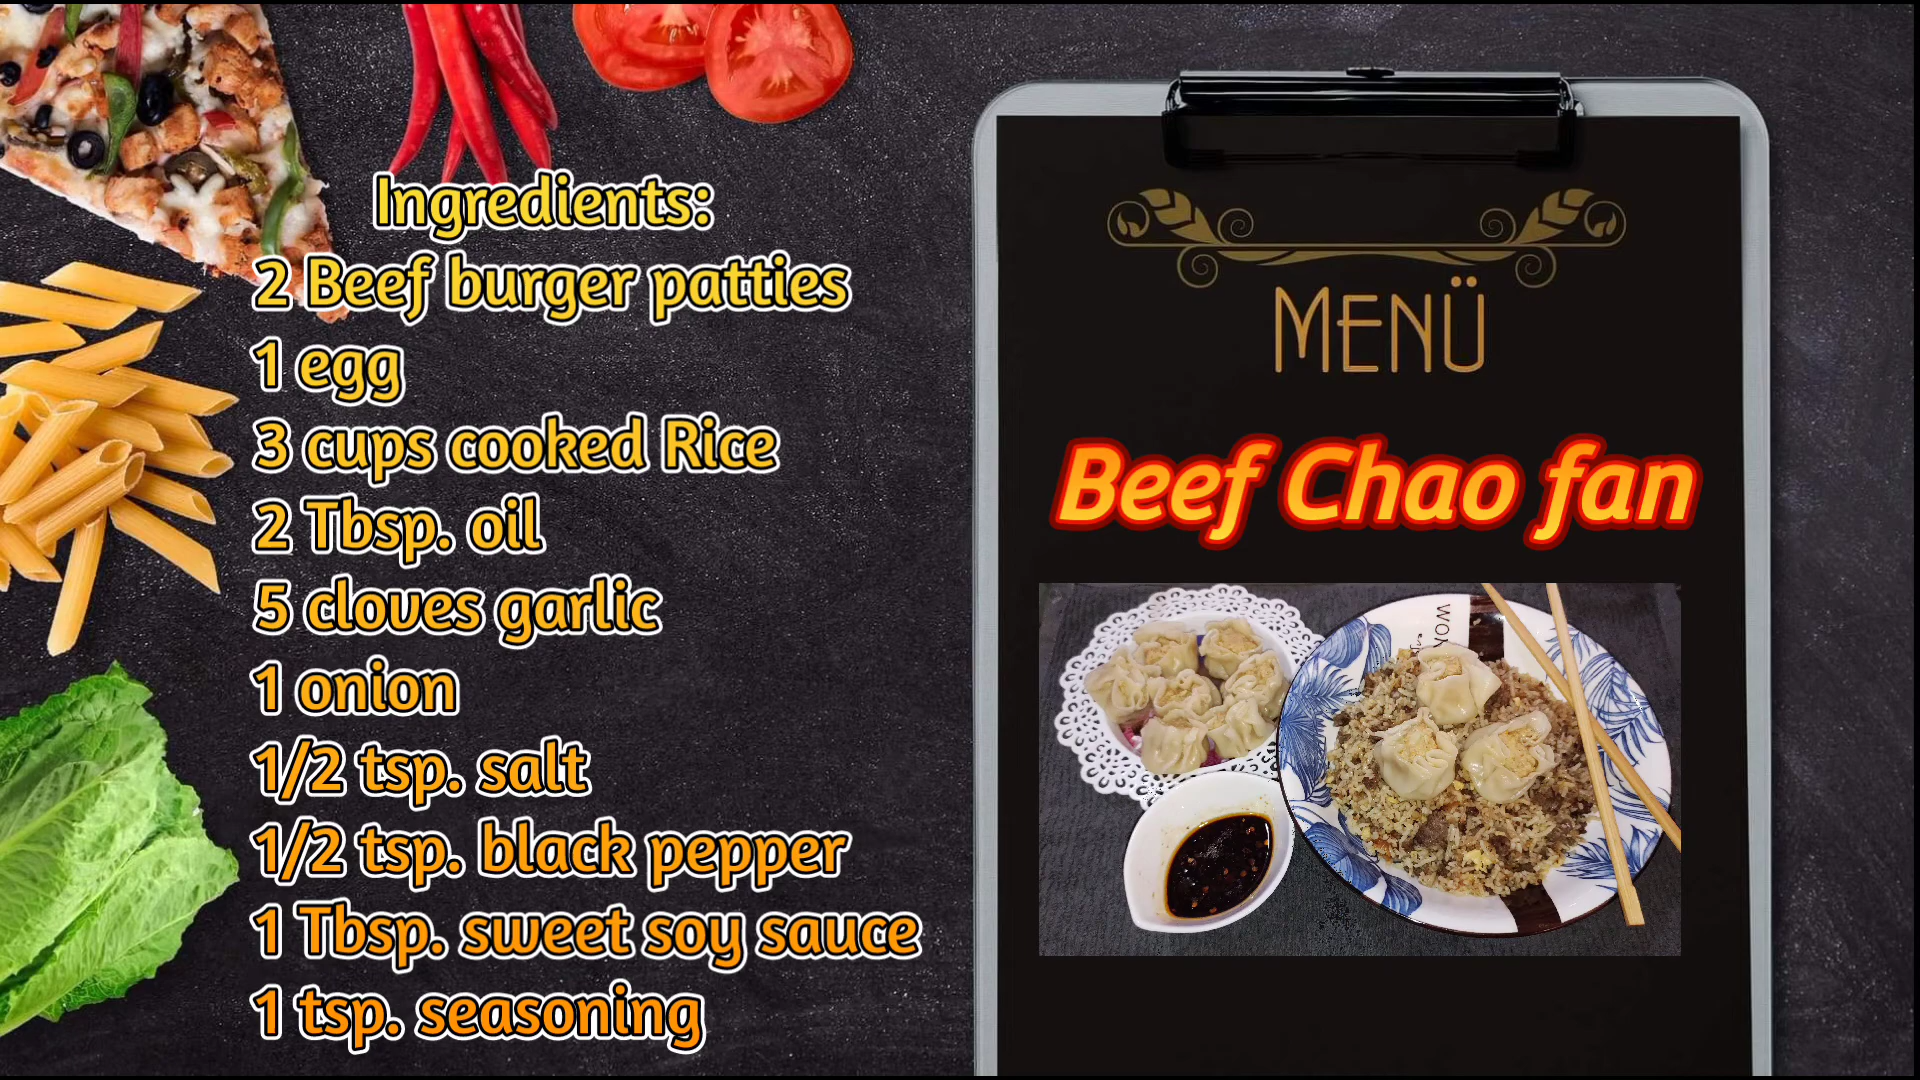 Ingredients:
2 Beef burger patties
1 egg
3 cups cooked Rice
2 Tbsp. oil
5 cloves garlic
1 onion
1/2 tsp. salt
1/2 tsp. black pepper
1 Tbsp. sweet soy sauce
1 tsp. seasoning
MENÜ
Beef Chao fan